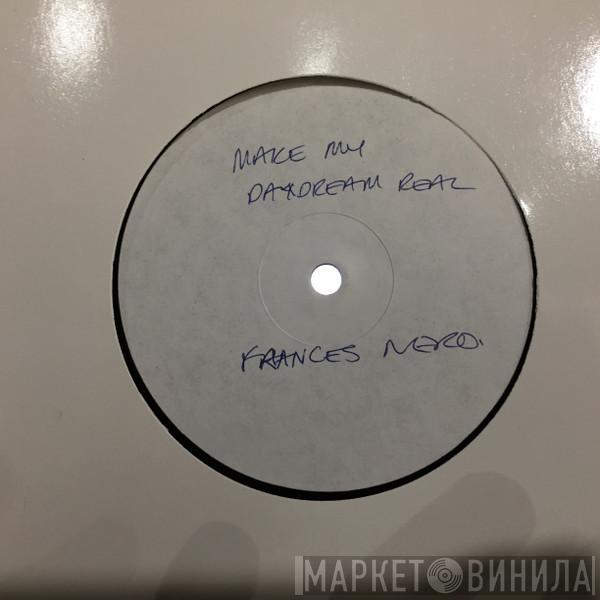 MAKE MY
DAYDREAM REAL
FRANCES NERO.
МАРКЕТ ВИНИЛА